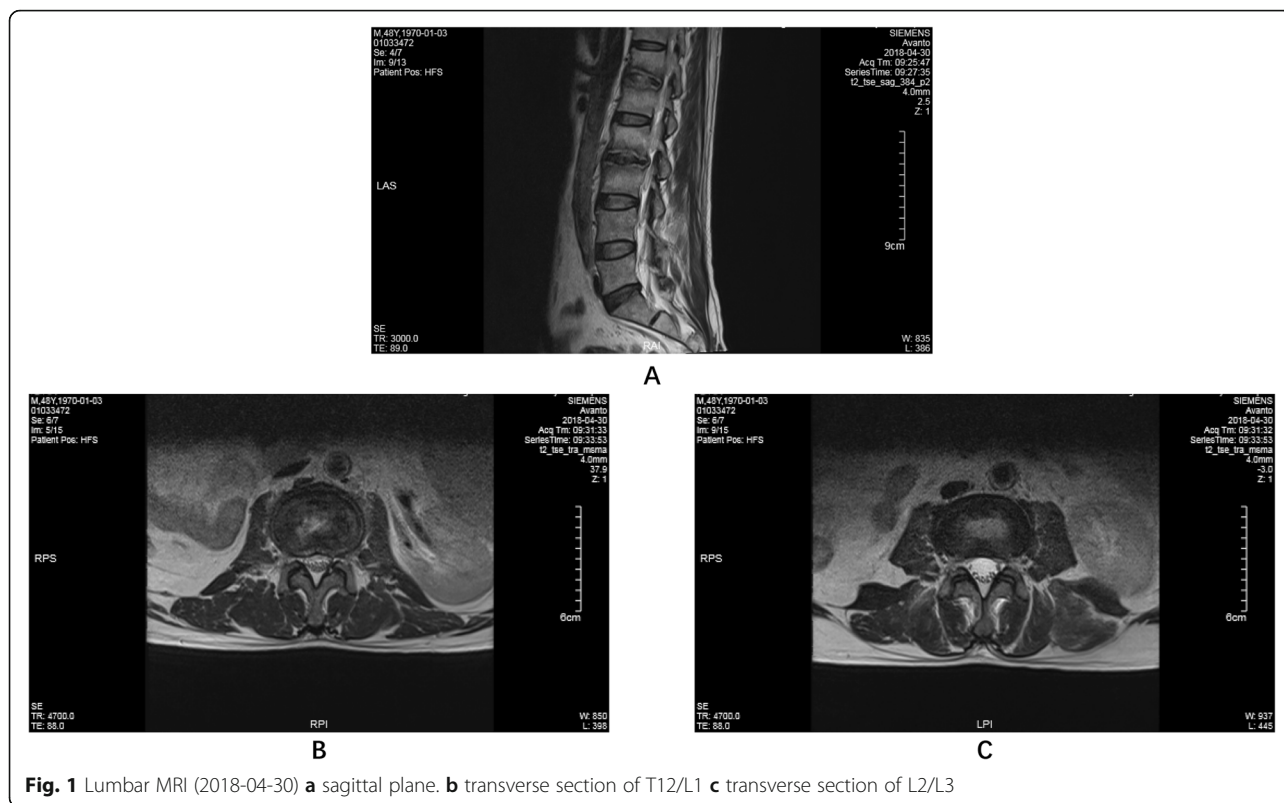 M,48Y,1970-01-03
01033472
Se: 4/7
Im: 9/13
Patient Pos: HFS
SIEMENS
Avanto
2018-04-30
Acq Tm: 09:25:47
SeriesTime: 09:27:35
t2_tse_sag_384_p2
4.0mm
2.5
Z: 1
LAS
9cm
SE
TR: 3000.0
TE: 89.0
RAI
W: 835
L: 386
A
M,48Y,1970-01-03
01033472
Se: 6/7
Im: 5/15
Patient Pos: HFS
SIEMENS
Avanto
2018-04-30
Acq Tm: 09:31:33
SeriesTime: 09:33:53
t2_tse_tra_msma
4.0mm
37.9
Z: 1
RPS
6cm
SE
TR: 4700.0
TE: 88.0
RPI
W: 850
L: 398
B
M,48Y,1970-01-03
01033472
Se: 6/7
Im: 9/15
Patient Pos: HFS
SIEMENS
Avanto
2018-04-30
Acq Tm: 09:31:32
SeriesTime: 09:33:53
t2_tse_tra_msma
4.0mm
-3.0
Z: 1
RPS
6cm
SE
TR: 4700.0
TE: 88.0
LPI
W: 937
L: 445
C
Fig. 1 Lumbar MRI (2018-04-30) a sagittal plane. b transverse section of T12/L1 c transverse section of L2/L3